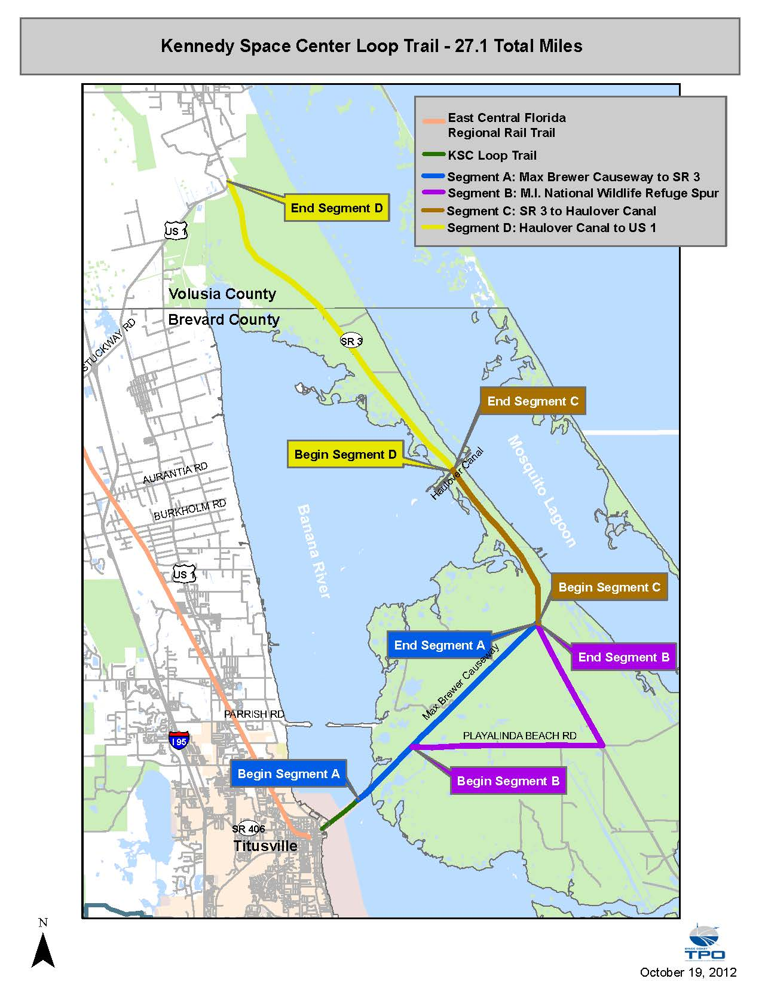 Kennedy Space Center Loop Trail - 27.1 Total Miles
East Central Florida
Regional Rail Trail
KSC Loop Trail
Segment A: Max Brewer Causeway to SR 3
Segment B: M.I. National Wildlife Refuge Spur
Segment C: SR 3 to Haulover Canal
Segment D: Haulover Canal to US 1
End Segment D
US 1
Volusia County
Brevard County
STUCKWAY RD
SR 3
End Segment C
Begin Segment D
Haulover Canal
Mosquito Lagoon
AURANTIA RD
BURKHOLM RD
Banana River
US 1
Begin Segment C
End Segment A
End Segment B
Max Brewer Causeway
PARRISH RD
PLAYALINDA BEACH RD
I 95
Begin Segment A
Begin Segment B
SR 406
Titusville
N
SPACE COAST
TPO
October 19, 2012